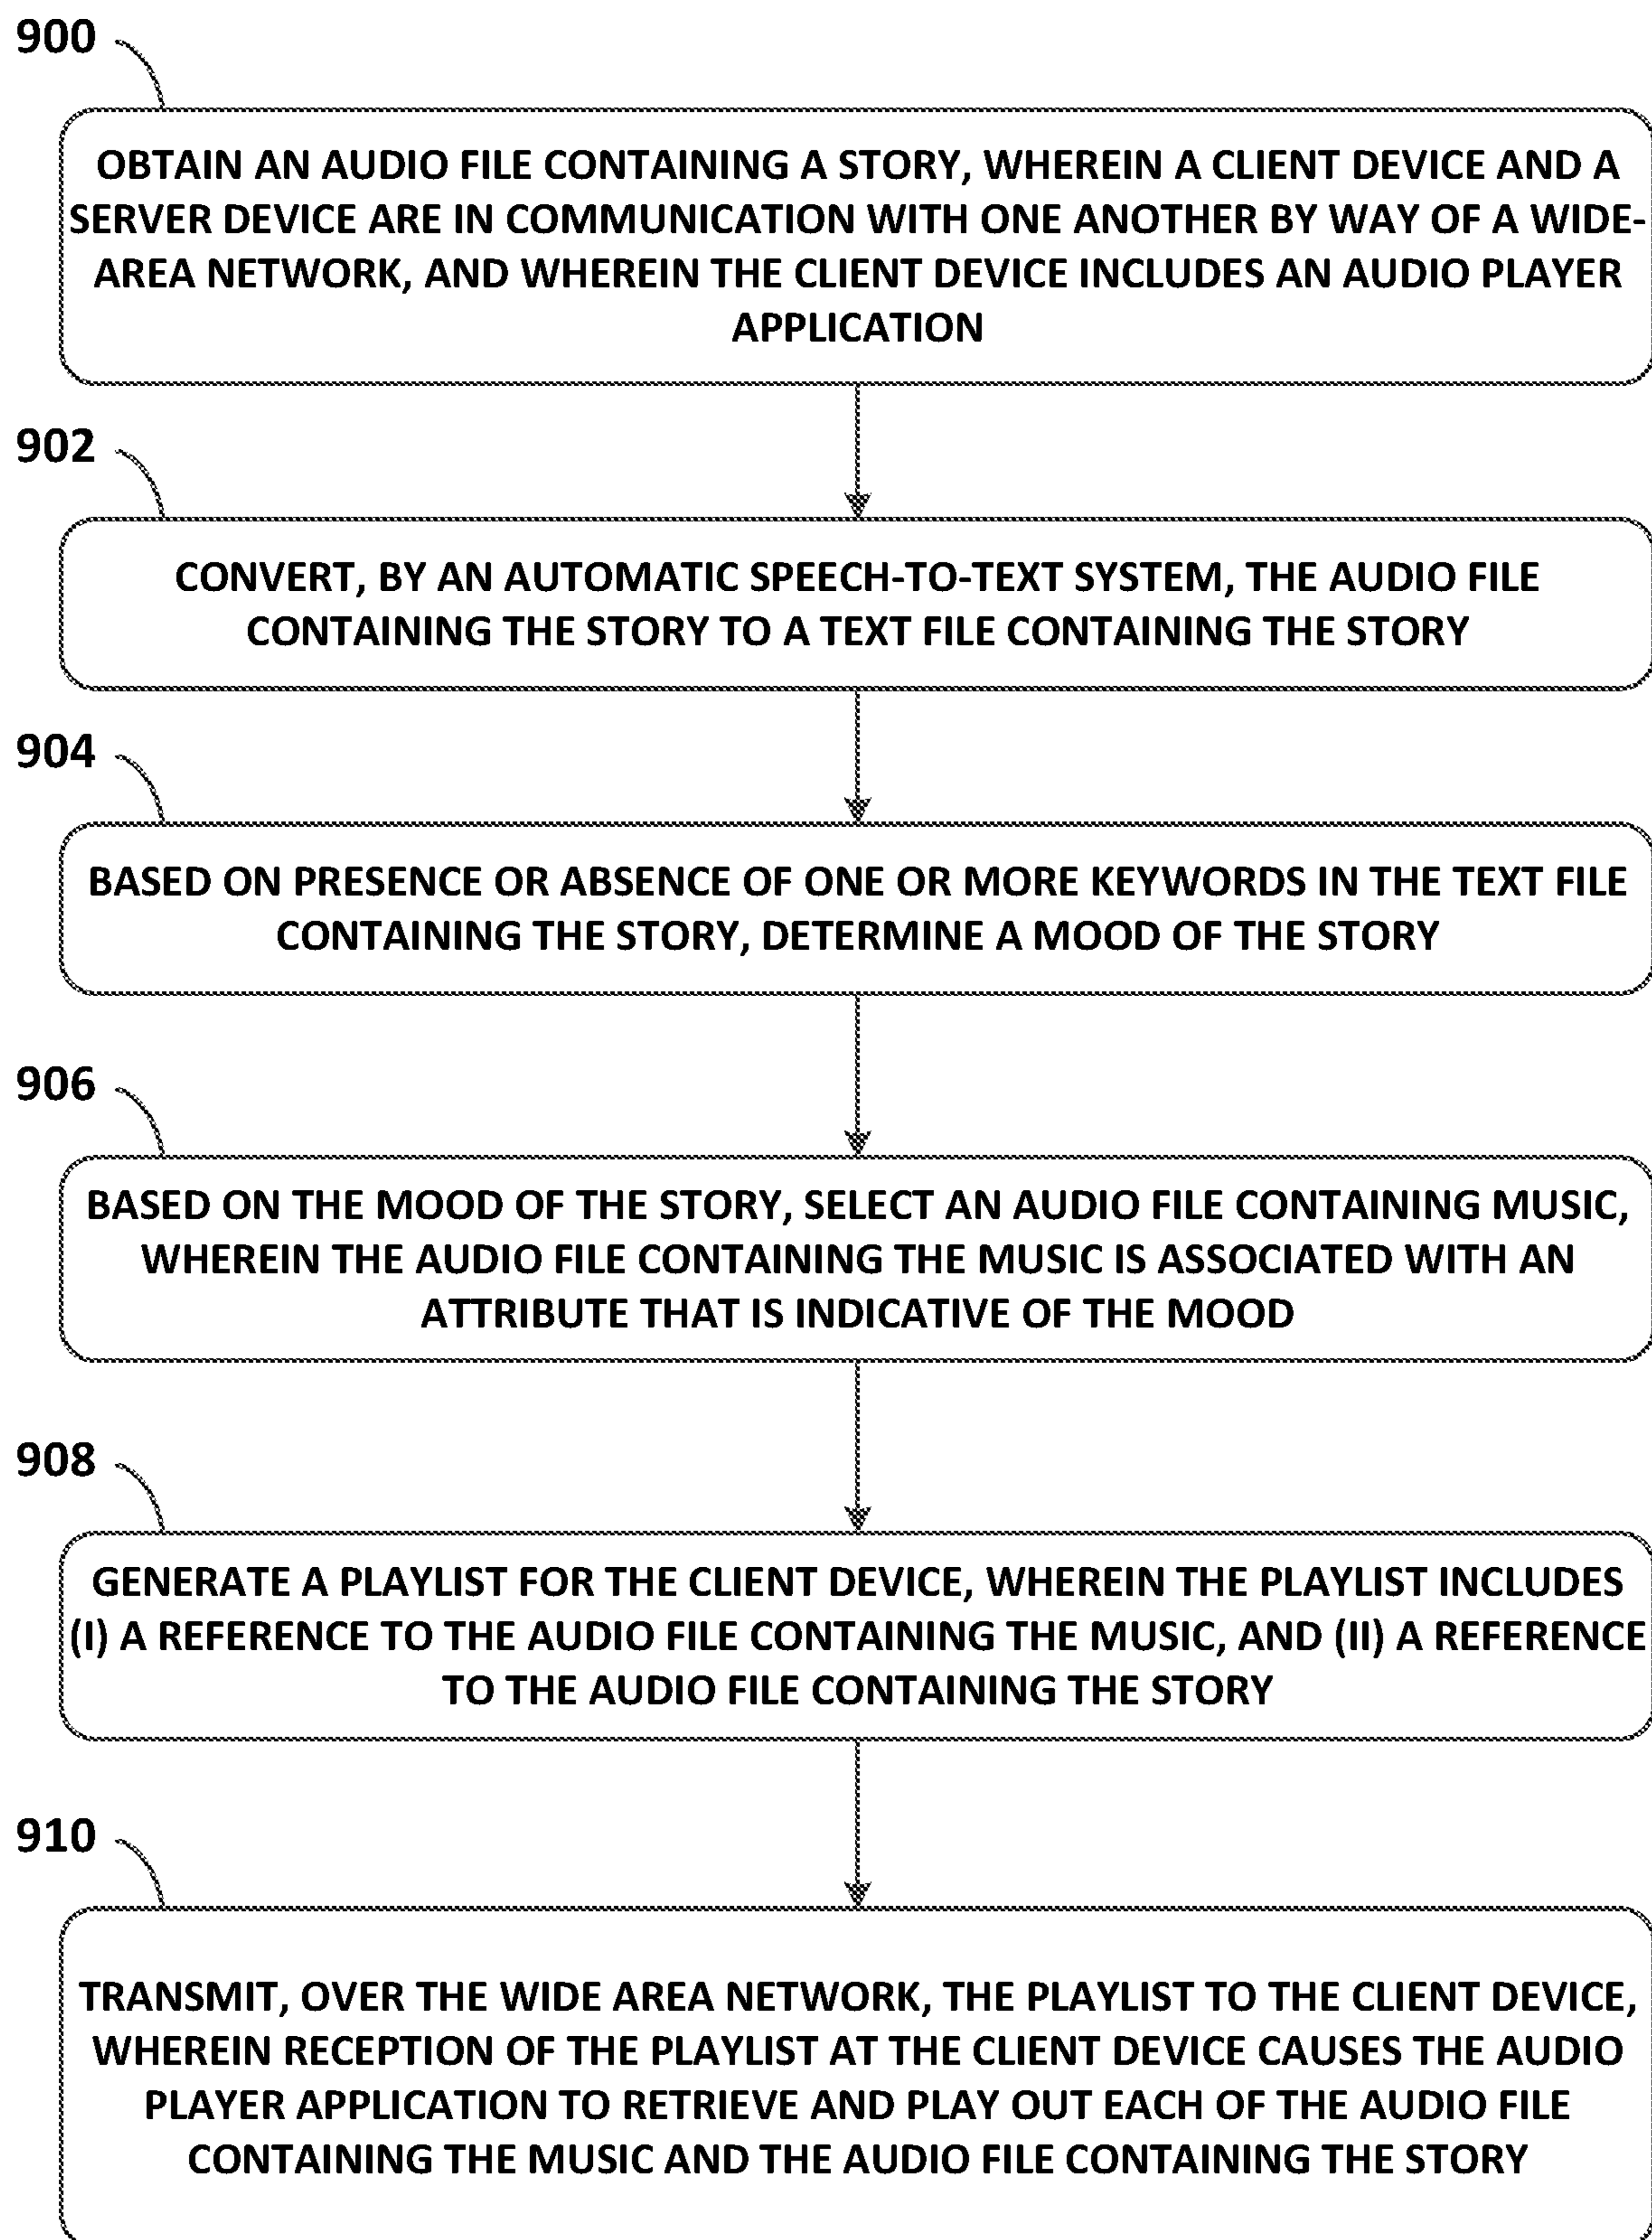 900
OBTAIN AN AUDIO FILE CONTAINING A STORY, WHEREIN A CLIENT DEVICE AND A
SERVER DEVICE ARE IN COMMUNICATION WITH ONE ANOTHER BY WAY OF A WIDE-
AREA NETWORK, AND WHEREIN THE CLIENT DEVICE INCLUDES AN AUDIO PLAYER
APPLICATION
902
CONVERT, BY AN AUTOMATIC SPEECH-TO-TEXT SYSTEM, THE AUDIO FILE
CONTAINING THE STORY TO A TEXT FILE CONTAINING THE STORY
904
BASED ON PRESENCE OR ABSENCE OF ONE OR MORE KEYWORDS IN THE TEXT FILE
CONTAINING THE STORY, DETERMINE A MOOD OF THE STORY
906
BASED ON THE MOOD OF THE STORY, SELECT AN AUDIO FILE CONTAINING MUSIC,
WHEREIN THE AUDIO FILE CONTAINING THE MUSIC IS ASSOCIATED WITH AN
ATTRIBUTE THAT IS INDICATIVE OF THE MOOD
908
GENERATE A PLAYLIST FOR THE CLIENT DEVICE, WHEREIN THE PLAYLIST INCLUDES
(I) A REFERENCE TO THE AUDIO FILE CONTAINING THE MUSIC, AND (II) A REFERENCE
TO THE AUDIO FILE CONTAINING THE STORY
910
TRANSMIT, OVER THE WIDE AREA NETWORK, THE PLAYLIST TO THE CLIENT DEVICE,
WHEREIN RECEPTION OF THE PLAYLIST AT THE CLIENT DEVICE CAUSES THE AUDIO
PLAYER APPLICATION TO RETRIEVE AND PLAY OUT EACH OF THE AUDIO FILE
CONTAINING THE MUSIC AND THE AUDIO FILE CONTAINING THE STORY